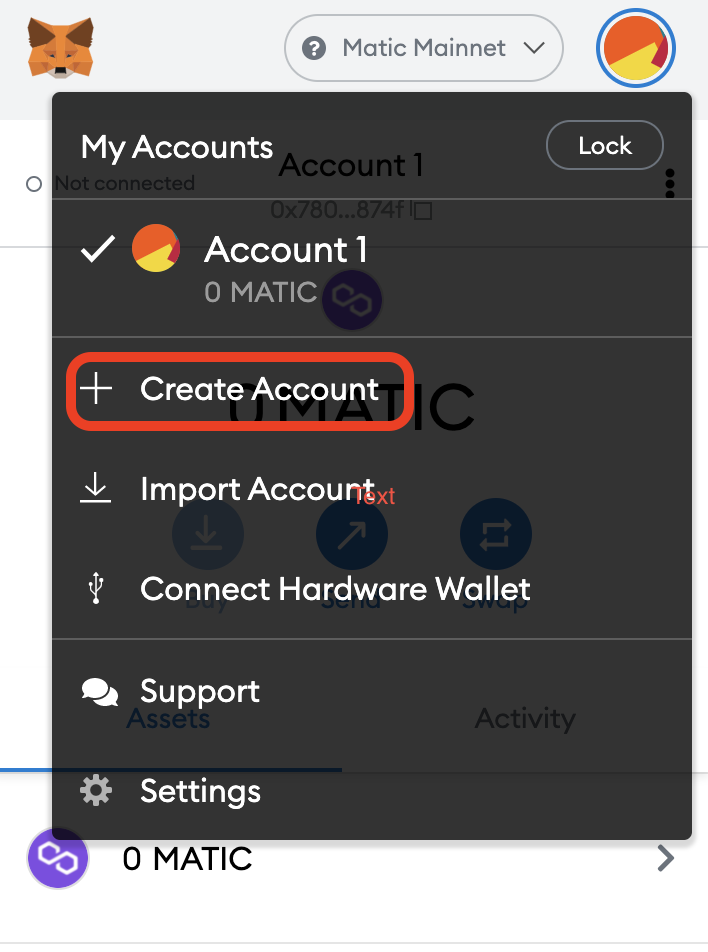 Matic Mainnet
My Accounts
Lock
Account 1
Not connected
0x780...874f
Account 1
0 MATIC
Create Account
0 MATIC
Import Account
Text
Buy
Send
Swap
Connect Hardware Wallet
Support
Assets
Activity
Settings
0 MATIC